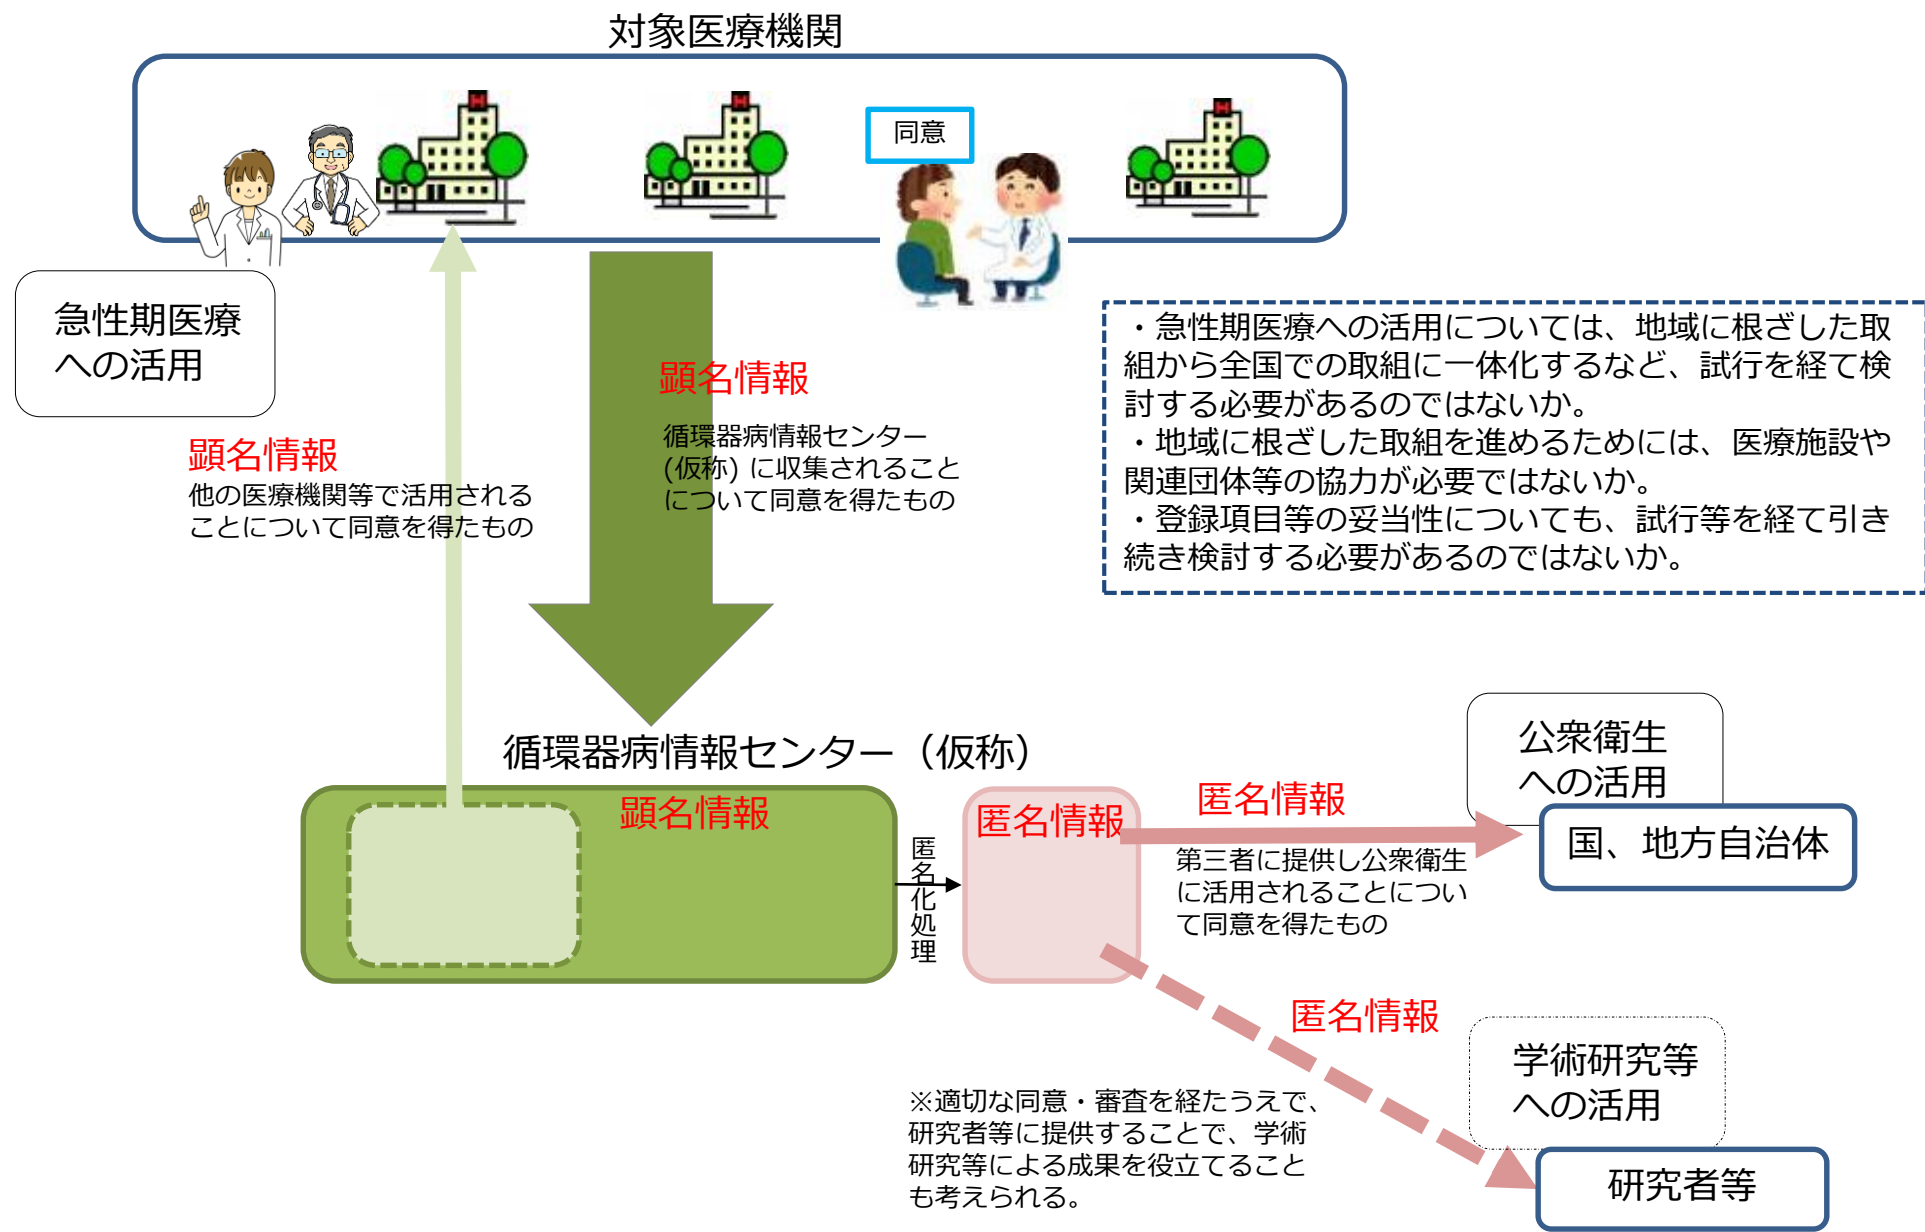 対象医療機関
同意
急性期医療
への活用
顕名情報
他の医療機関等で活用される
ことについて同意を得たもの
顕名情報
循環器病情報センター
(仮称) に収集されること
について同意を得たもの
・急性期医療への活用については、地域に根ざした取
組から全国での取組に一体化するなど、試行を経て検
討する必要があるのではないか。
・地域に根ざした取組を進めるためには、医療施設や
関連団体等の協力が必要ではないか。
・登録項目等の妥当性についても、試行等を経て引き
続き検討する必要があるのではないか。
循環器病情報センター（仮称）
顕名情報
匿名化処理
匿名情報
匿名情報
第三者に提供し公衆衛生
に活用されることについ
て同意を得たもの
公衆衛生
への活用
国、地方自治体
匿名情報
学術研究等
への活用
研究者等
※適切な同意・審査を経たうえで、
研究者等に提供することで、学術
研究等による成果を役立てること
も考えられる。